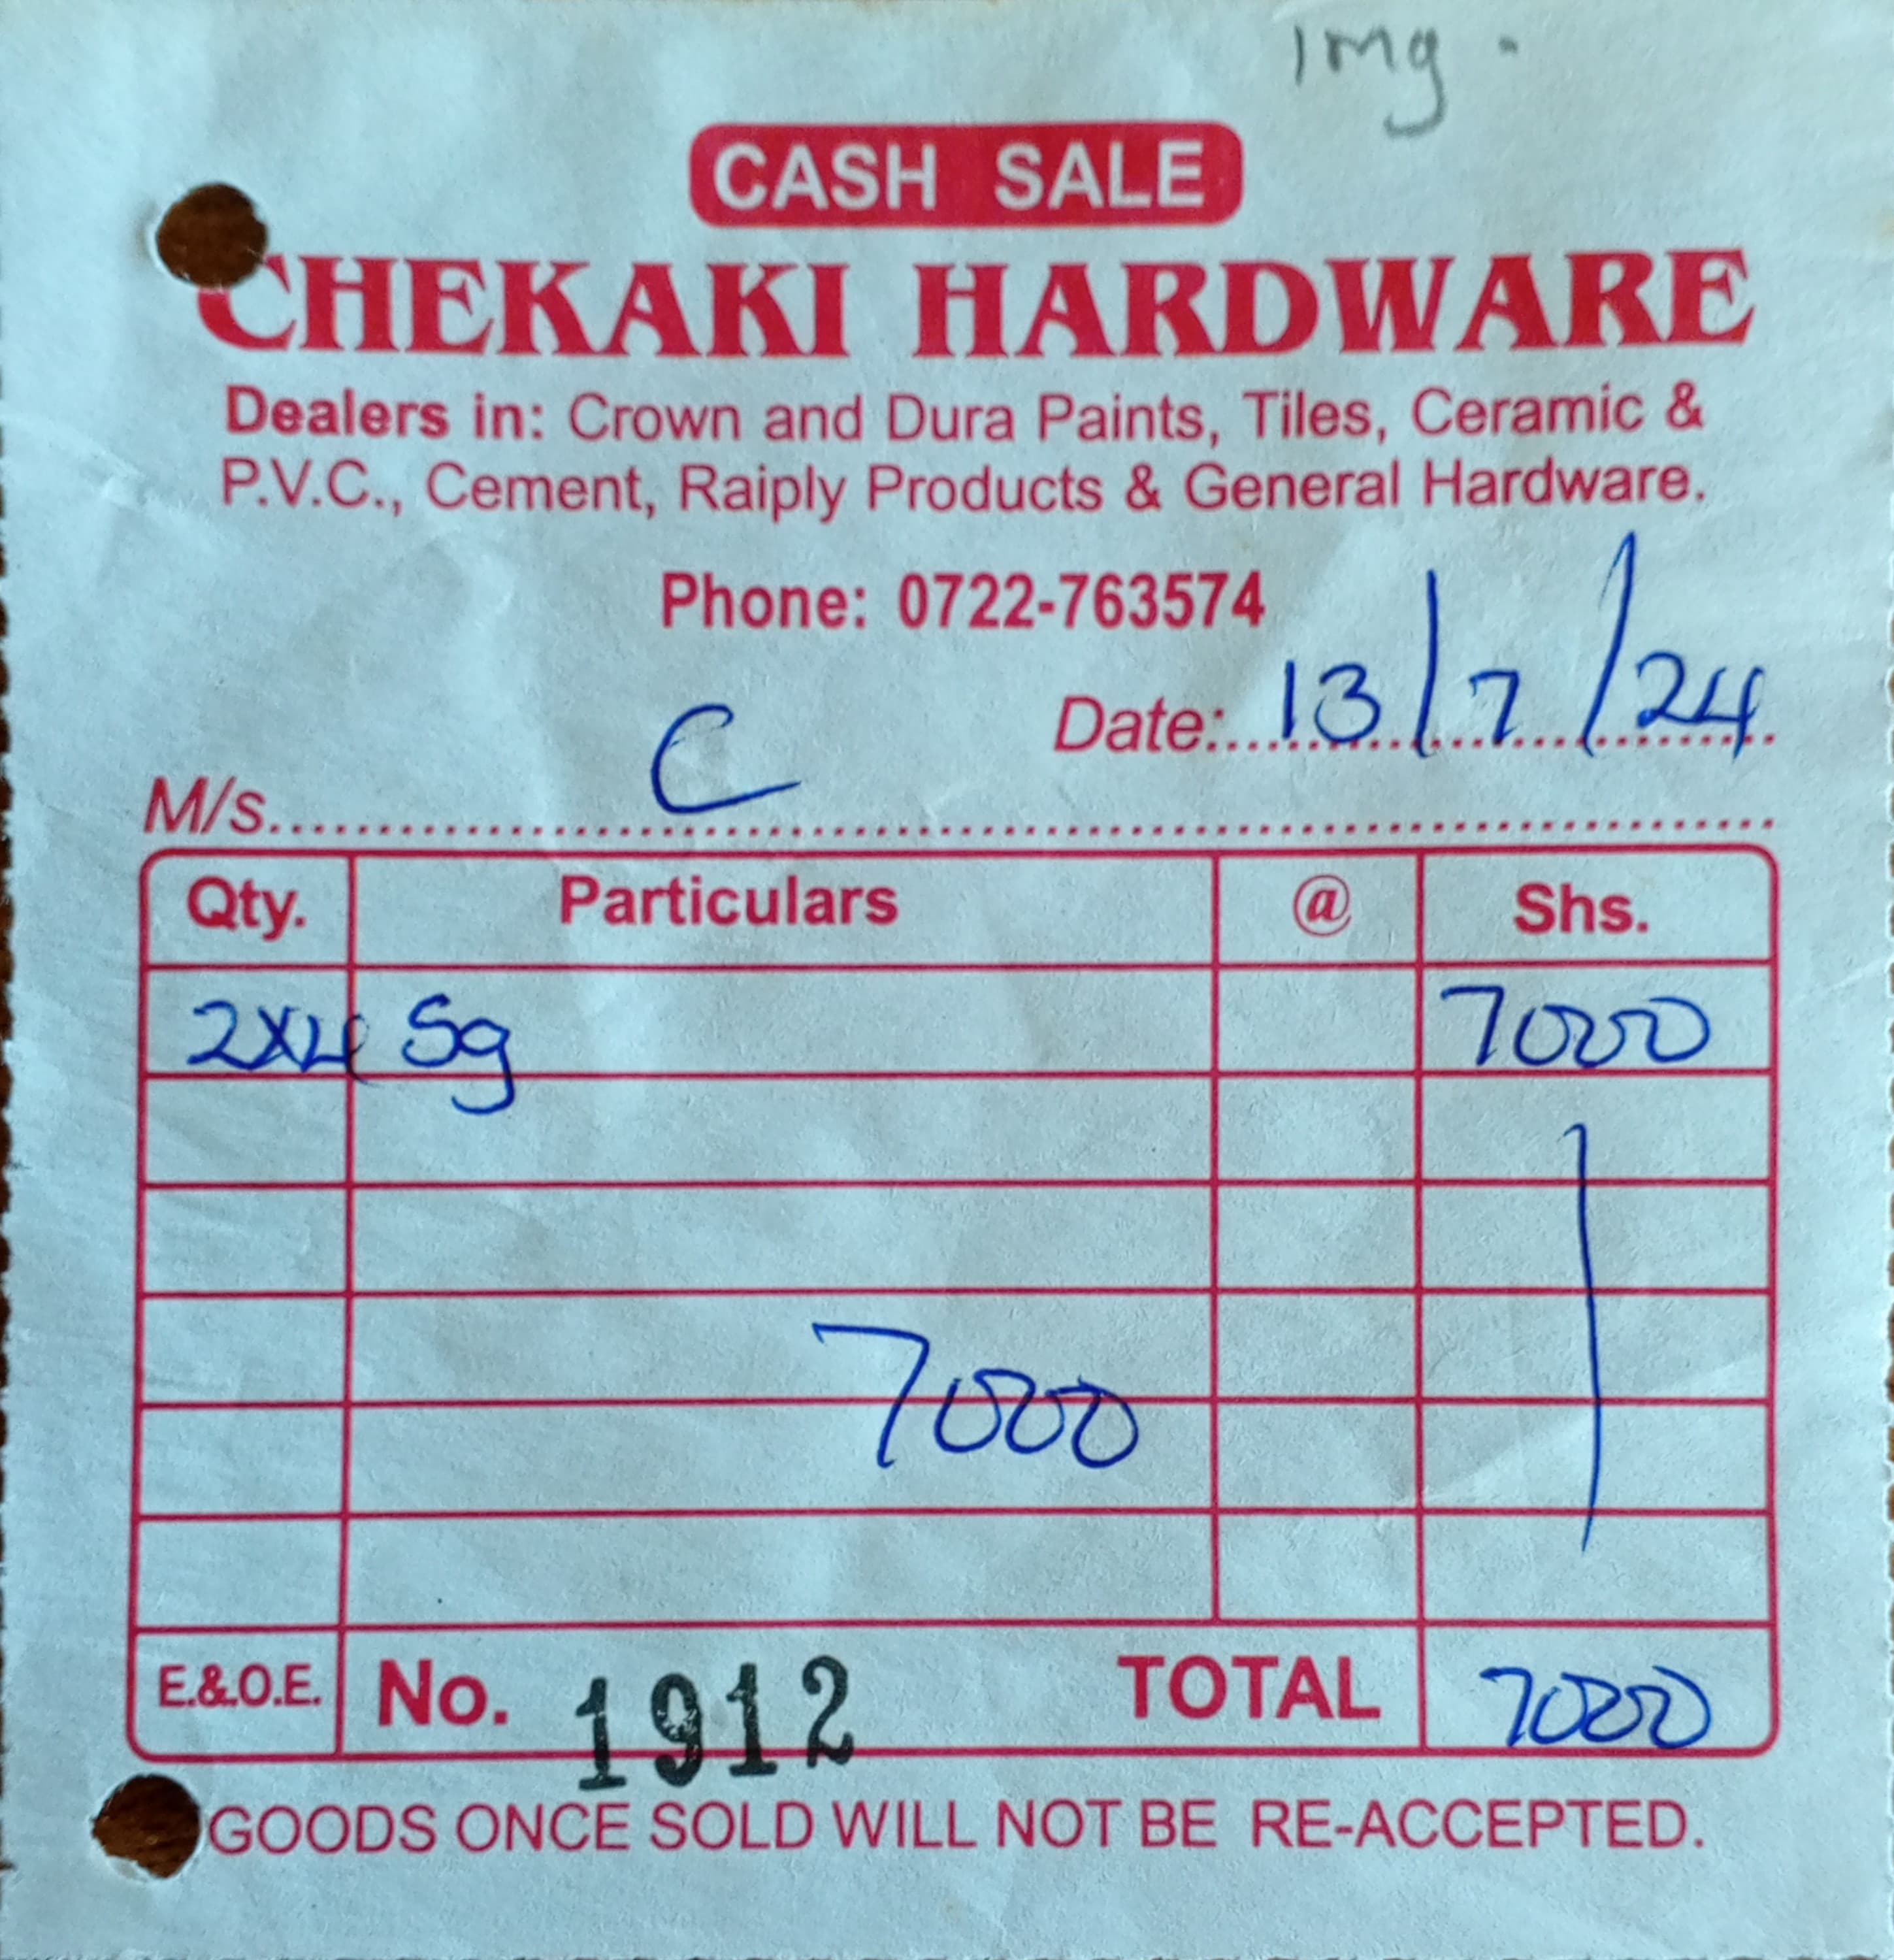 1mg.
CASH SALE
CHEKAKI HARDWARE
Dealers in: Crown and Dura Paints, Tiles, Ceramic &
P.V.C., Cement, Raiply Products & General Hardware.
Phone: 0722-763574
Date: 13/7/24
M/s. C
Qty. Particulars @ Shs.
2x4 Sg 7000
7000
E.&.O.E. No. 1912 TOTAL 7000
GOODS ONCE SOLD WILL NOT BE RE-ACCEPTED.